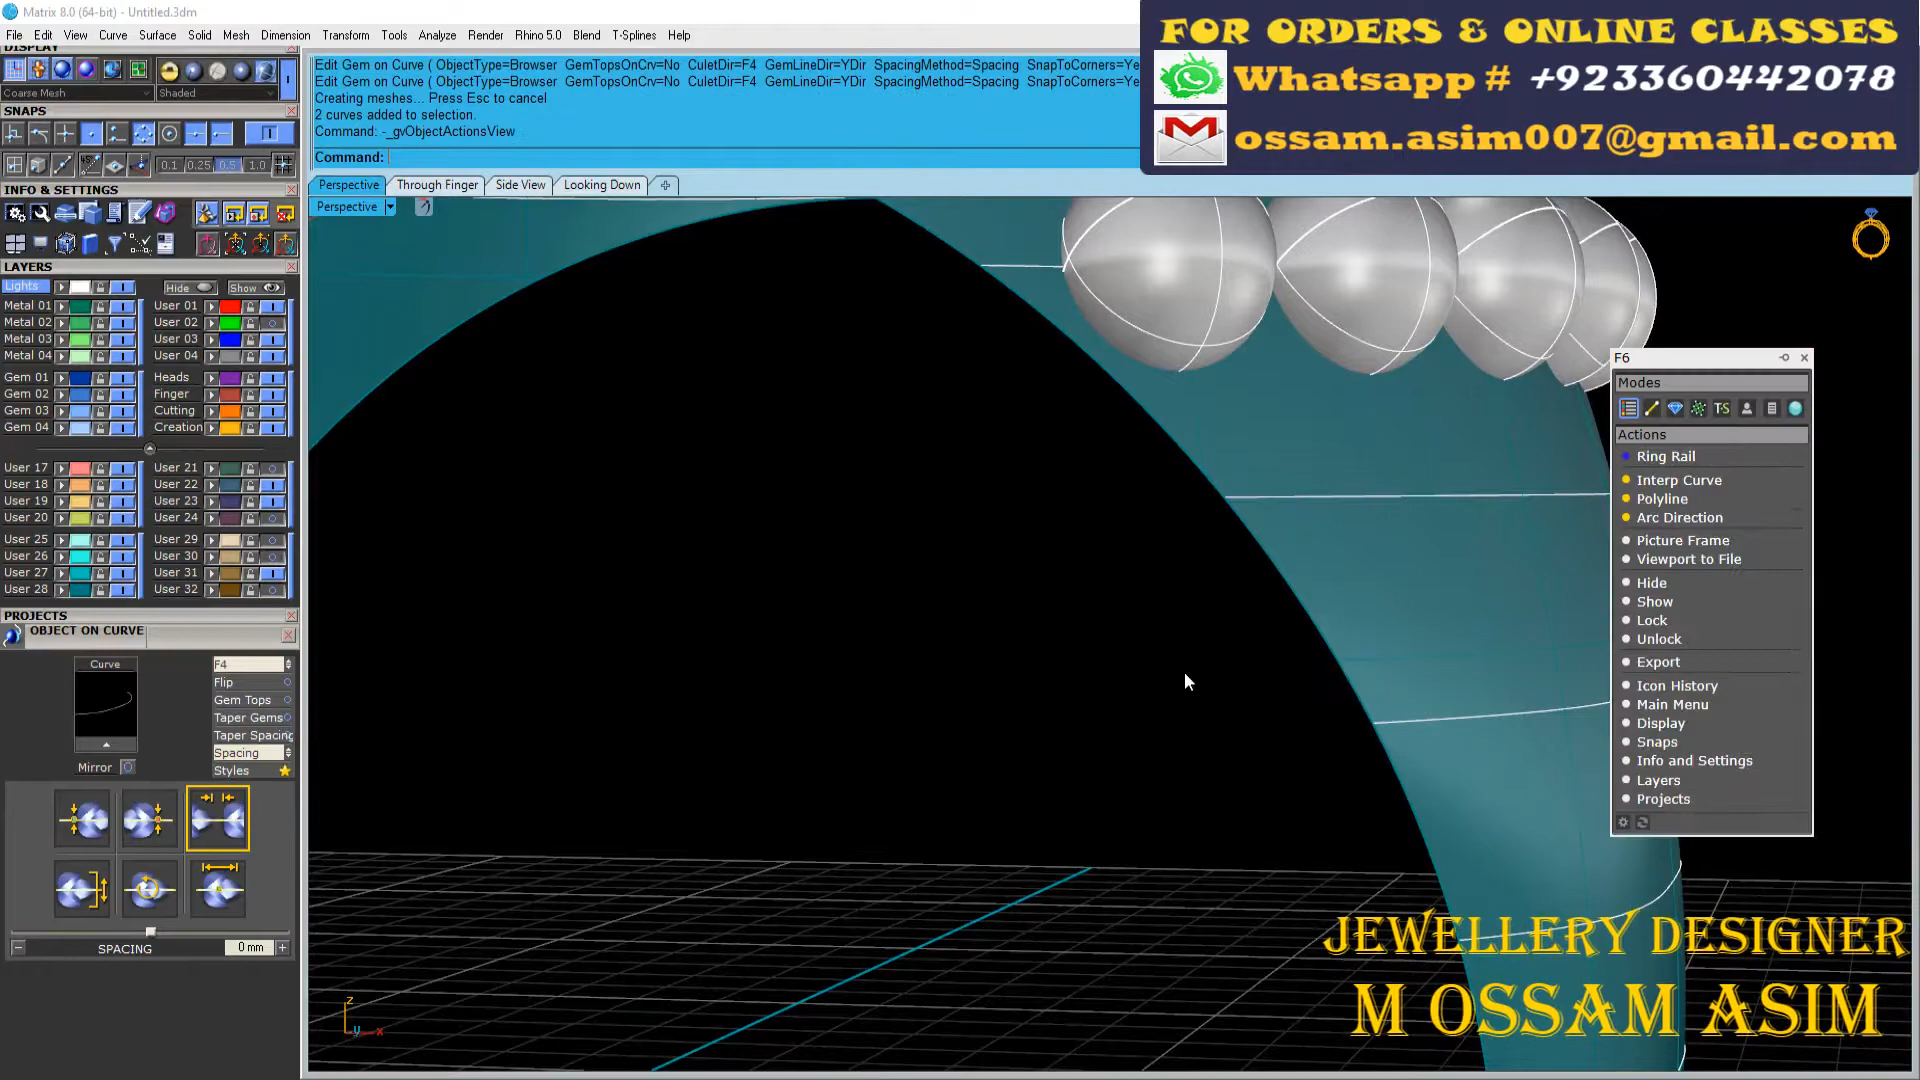 Matrix 8.0 (64-bit) - Untitled.3dm
File Edit View Curve Surface Solid Mesh Dimension Transform Tools Analyze Render Rhino 5.0 Blend T-Splines Help
FOR ORDERS & ONLINE CLASSES
Whatsapp # +923360442078
ossam.asim007@gmail.com
DISPLAY
Coarse Mesh Shaded
SNAPS
0.1 0.25 0.5 1.0
INFO & SETTINGS
LAYERS
Lights Hide Show
Metal 01 User 01
Metal 02 User 02
Metal 03 User 03
Metal 04 User 04
Gem 01 Heads
Gem 02 Finger
Gem 03 Cutting
Gem 04 Creation
User 17 User 21
User 18 User 22
User 19 User 23
User 20 User 24
User 25 User 29
User 26 User 30
User 27 User 31
User 28 User 32
PROJECTS
OBJECT ON CURVE
Curve
F4
Flip
Gem Tops
Taper Gems
Taper Spacing
Spacing
Mirror
Styles
SPACING 0 mm
Edit Gem on Curve ( ObjectType=Browser GemTopsOnCrv=No CuletDir=F4 GemLineDir=YDir SpacingMethod=Spacing SnapToCorners=Ye
Edit Gem on Curve ( ObjectType=Browser GemTopsOnCrv=No CuletDir=F4 GemLineDir=YDir SpacingMethod=Spacing SnapToCorners=Ye
Creating meshes... Press Esc to cancel
2 curves added to selection.
Command: -_gvObjectActionsView
Command:
Perspective Through Finger Side View Looking Down
Perspective
z
y x
F6
Modes
T-S
Actions
Ring Rail
Interp Curve
Polyline
Arc Direction
Picture Frame
Viewport to File
Hide
Show
Lock
Unlock
Export
Icon History
Main Menu
Display
Snaps
Info and Settings
Layers
Projects
JEWELLERY DESIGNER
M OSSAM ASIM